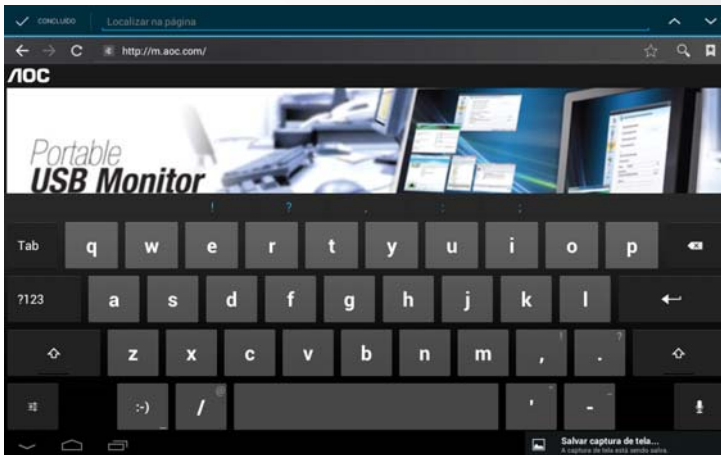 CONCLUÍDO Localizar na página
http://m.aoc.com/
AOC
Portable
USB Monitor
! ? , : ;
Tab q w e r t y u i o p
?123 a s d f g h j k l
z x c v b n m , ! . ?
:-) _ / @ ' " - _
Salvar captura de tela...
A captura de tela está sendo salva.